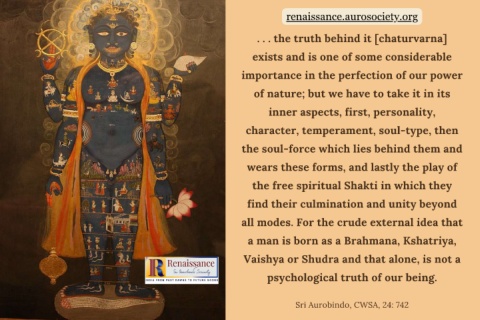 renaissance.aurosociety.org
. . . the truth behind it [chaturvarna]
exists and is one of some considerable
importance in the perfection of our power
of nature; but we have to take it in its
inner aspects, first, personality,
character, temperament, soul-type, then
the soul-force which lies behind them and
wears these forms, and lastly the play of
the free spiritual Shakti in which they
find their culmination and unity beyond
all modes. For the crude external idea that
a man is born as a Brahmana, Kshatriya,
Vaishya or Shudra and that alone, is not a
psychological truth of our being.
Sri Aurobindo, CWSA, 24: 742
Renaissance
Sri Aurobindo Society